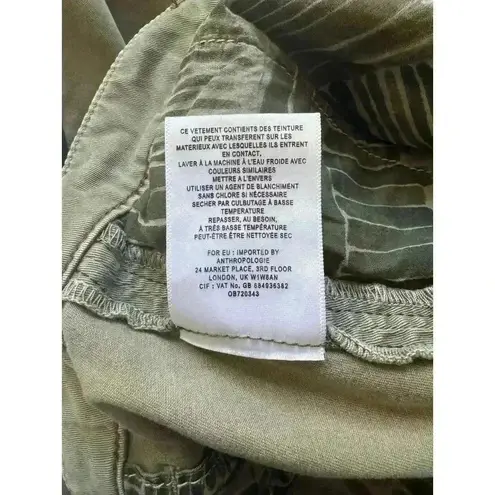 CE VETEMENT CONTIENTS DES TEINTURE
QUI PEUX TRANSFERENT SUR LES
MATERIEUX AVEC LESQUELLES ILS ENTRENT
EN CONTACT,
LAVER À LA MACHINE À L'EAU FROIDE AVEC
COULEURS SIMILAIRES
METTRE A L'ENVERS
UTILISER UN AGENT DE BLANCHIMENT
SANS CHLORE SI NÉCESSAIRE
SECHER PAR CULBUTAGE À BASSE
TEMPERATURE
REPASSER, AU BESOIN,
À TRÈS BASSE TEMPÉRATURE
PEUT-ÊTRE ÊTRE NETTOYÉE SEC
FOR EU : IMPORTED BY
ANTHROPOLOGIE
24 MARKET PLACE, 3RD FLOOR
LONDON, UK W1W8AN
CIF : VAT No. GB 684936382
OB720343